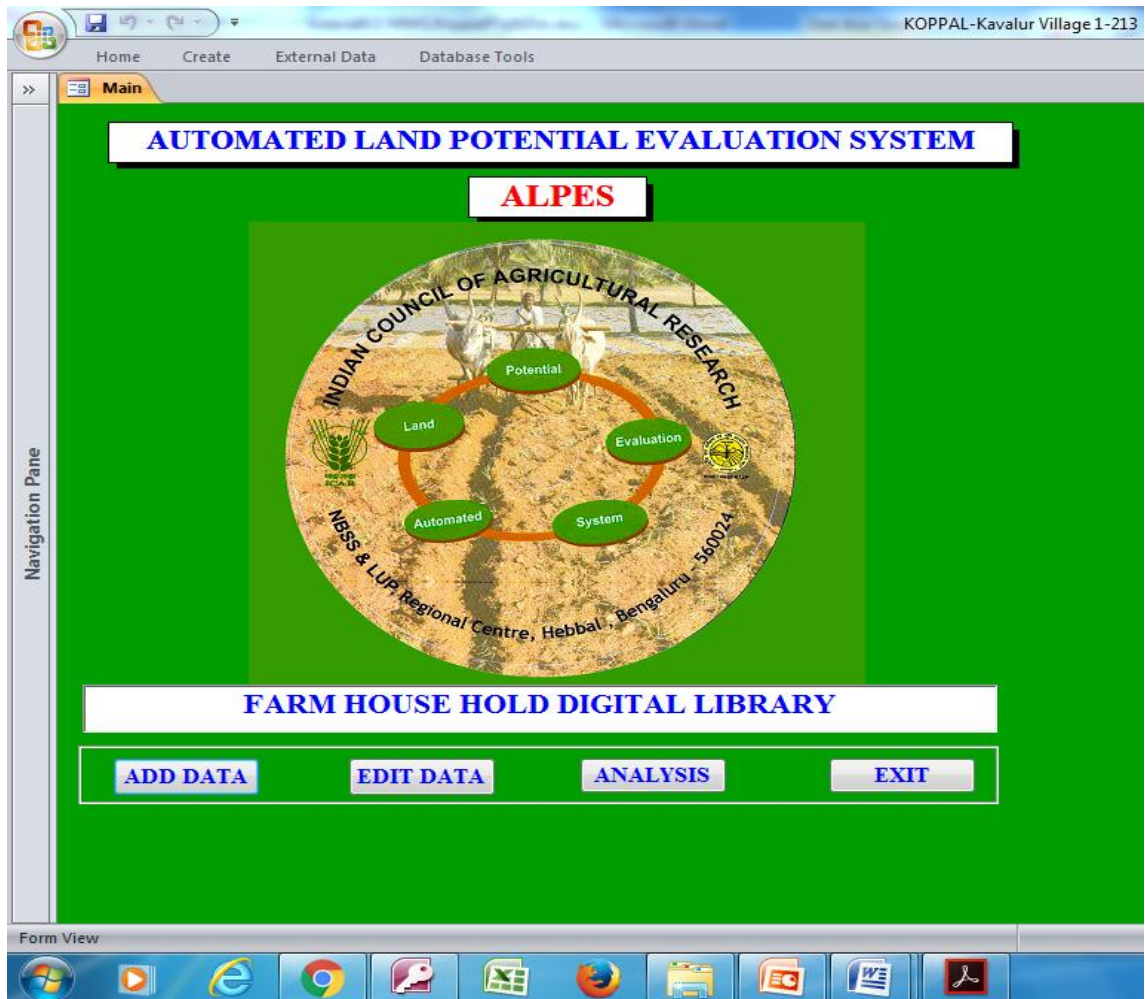 KOPPAL-Kavalur Village 1-213
Home Create External Data Database Tools
Main
Navigation Pane
AUTOMATED LAND POTENTIAL EVALUATION SYSTEM
ALPES
INDIAN COUNCIL OF AGRICULTURAL RESEARCH
Potential
Land
Evaluation
ICAR
Automated
System
NBSS & LUP, Regional Centre, Hebbal , Bengaluru - 560024
FARM HOUSE HOLD DIGITAL LIBRARY
ADD DATA EDIT DATA ANALYSIS EXIT
Form View